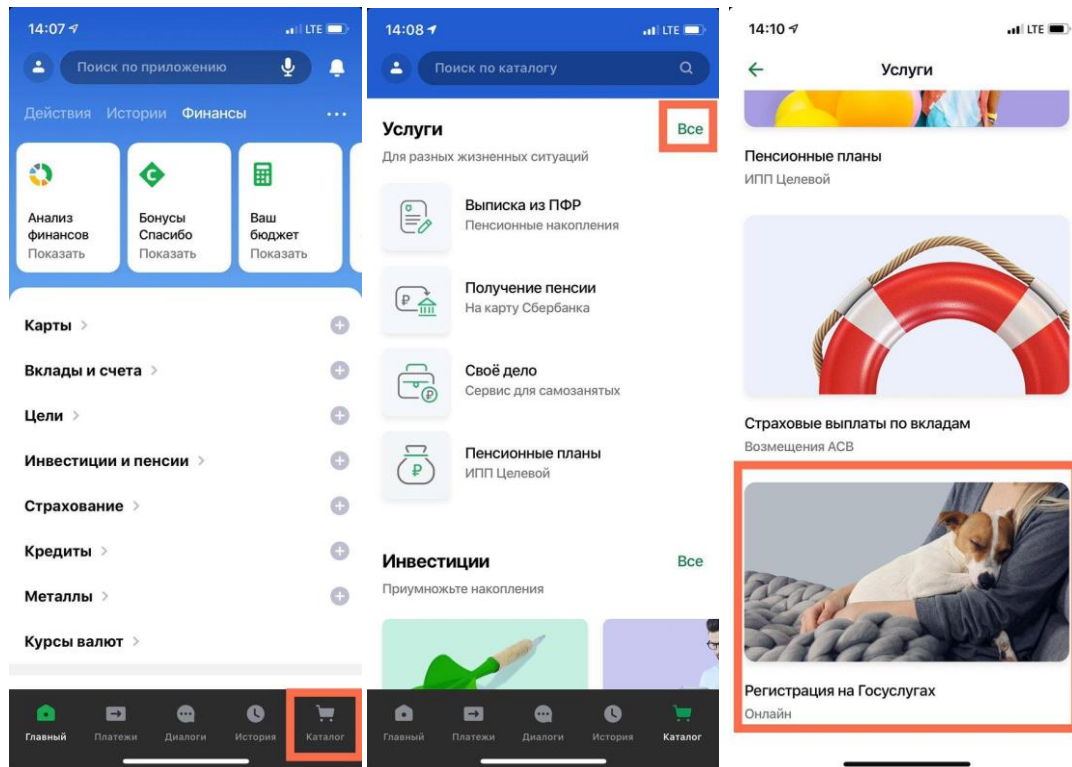 14:07
LTE
Поиск по приложению
Действия Истории Финансы
Анализ
финансов
Показать
Бонусы
Спасибо
Показать
Ваш
бюджет
Показать
Карты
Вклады и счета
Цели
Инвестиции и пенсии
Страхование
Кредиты
Металлы
Курсы валют
Главный Платежи Диалоги История Каталог
14:08
LTE
Поиск по каталогу
Услуги Все
Для разных жизненных ситуаций
Выписка из ПФР
Пенсионные накопления
Получение пенсии
На карту Сбербанка
Своё дело
Сервис для самозанятых
Пенсионные планы
ИПП Целевой
Инвестиции Все
Приумножьте накопления
Главный Платежи Диалоги История Каталог
14:10
LTE
Услуги
Пенсионные планы
ИПП Целевой
Страховые выплаты по вкладам
Возмещения АСВ
Регистрация на Госуслугах
Онлайн